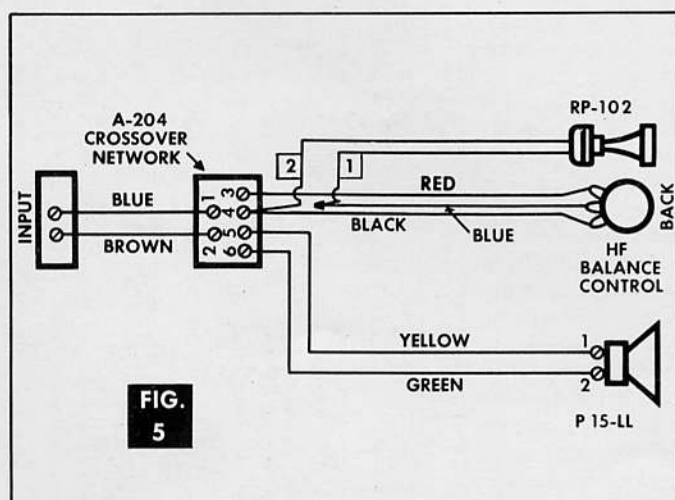 A-204
CROSSOVER
NETWORK
RP-102
2
1
INPUT
BLUE
BROWN
1
2
3
4
5
6
RED
BLACK
BLUE
BACK
HF
BALANCE
CONTROL
YELLOW
GREEN
1
2
P 15-LL
FIG.
5